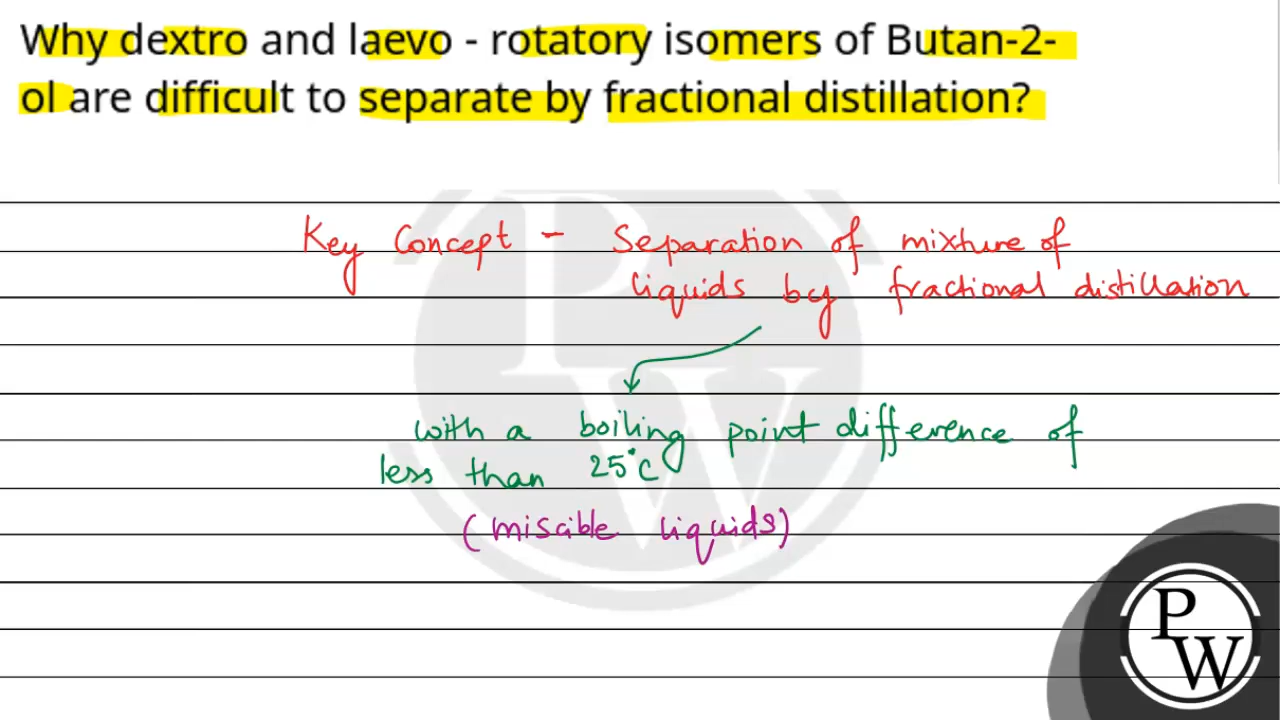 Why dextro and laevo - rotatory isomers of Butan-2-
ol are difficult to separate by fractional distillation?
Key Concept - Separation of mixture of
liquids by fractional distillation
with a boiling point difference of
less than 25°C
(miscible liquids)
P
W
P
W